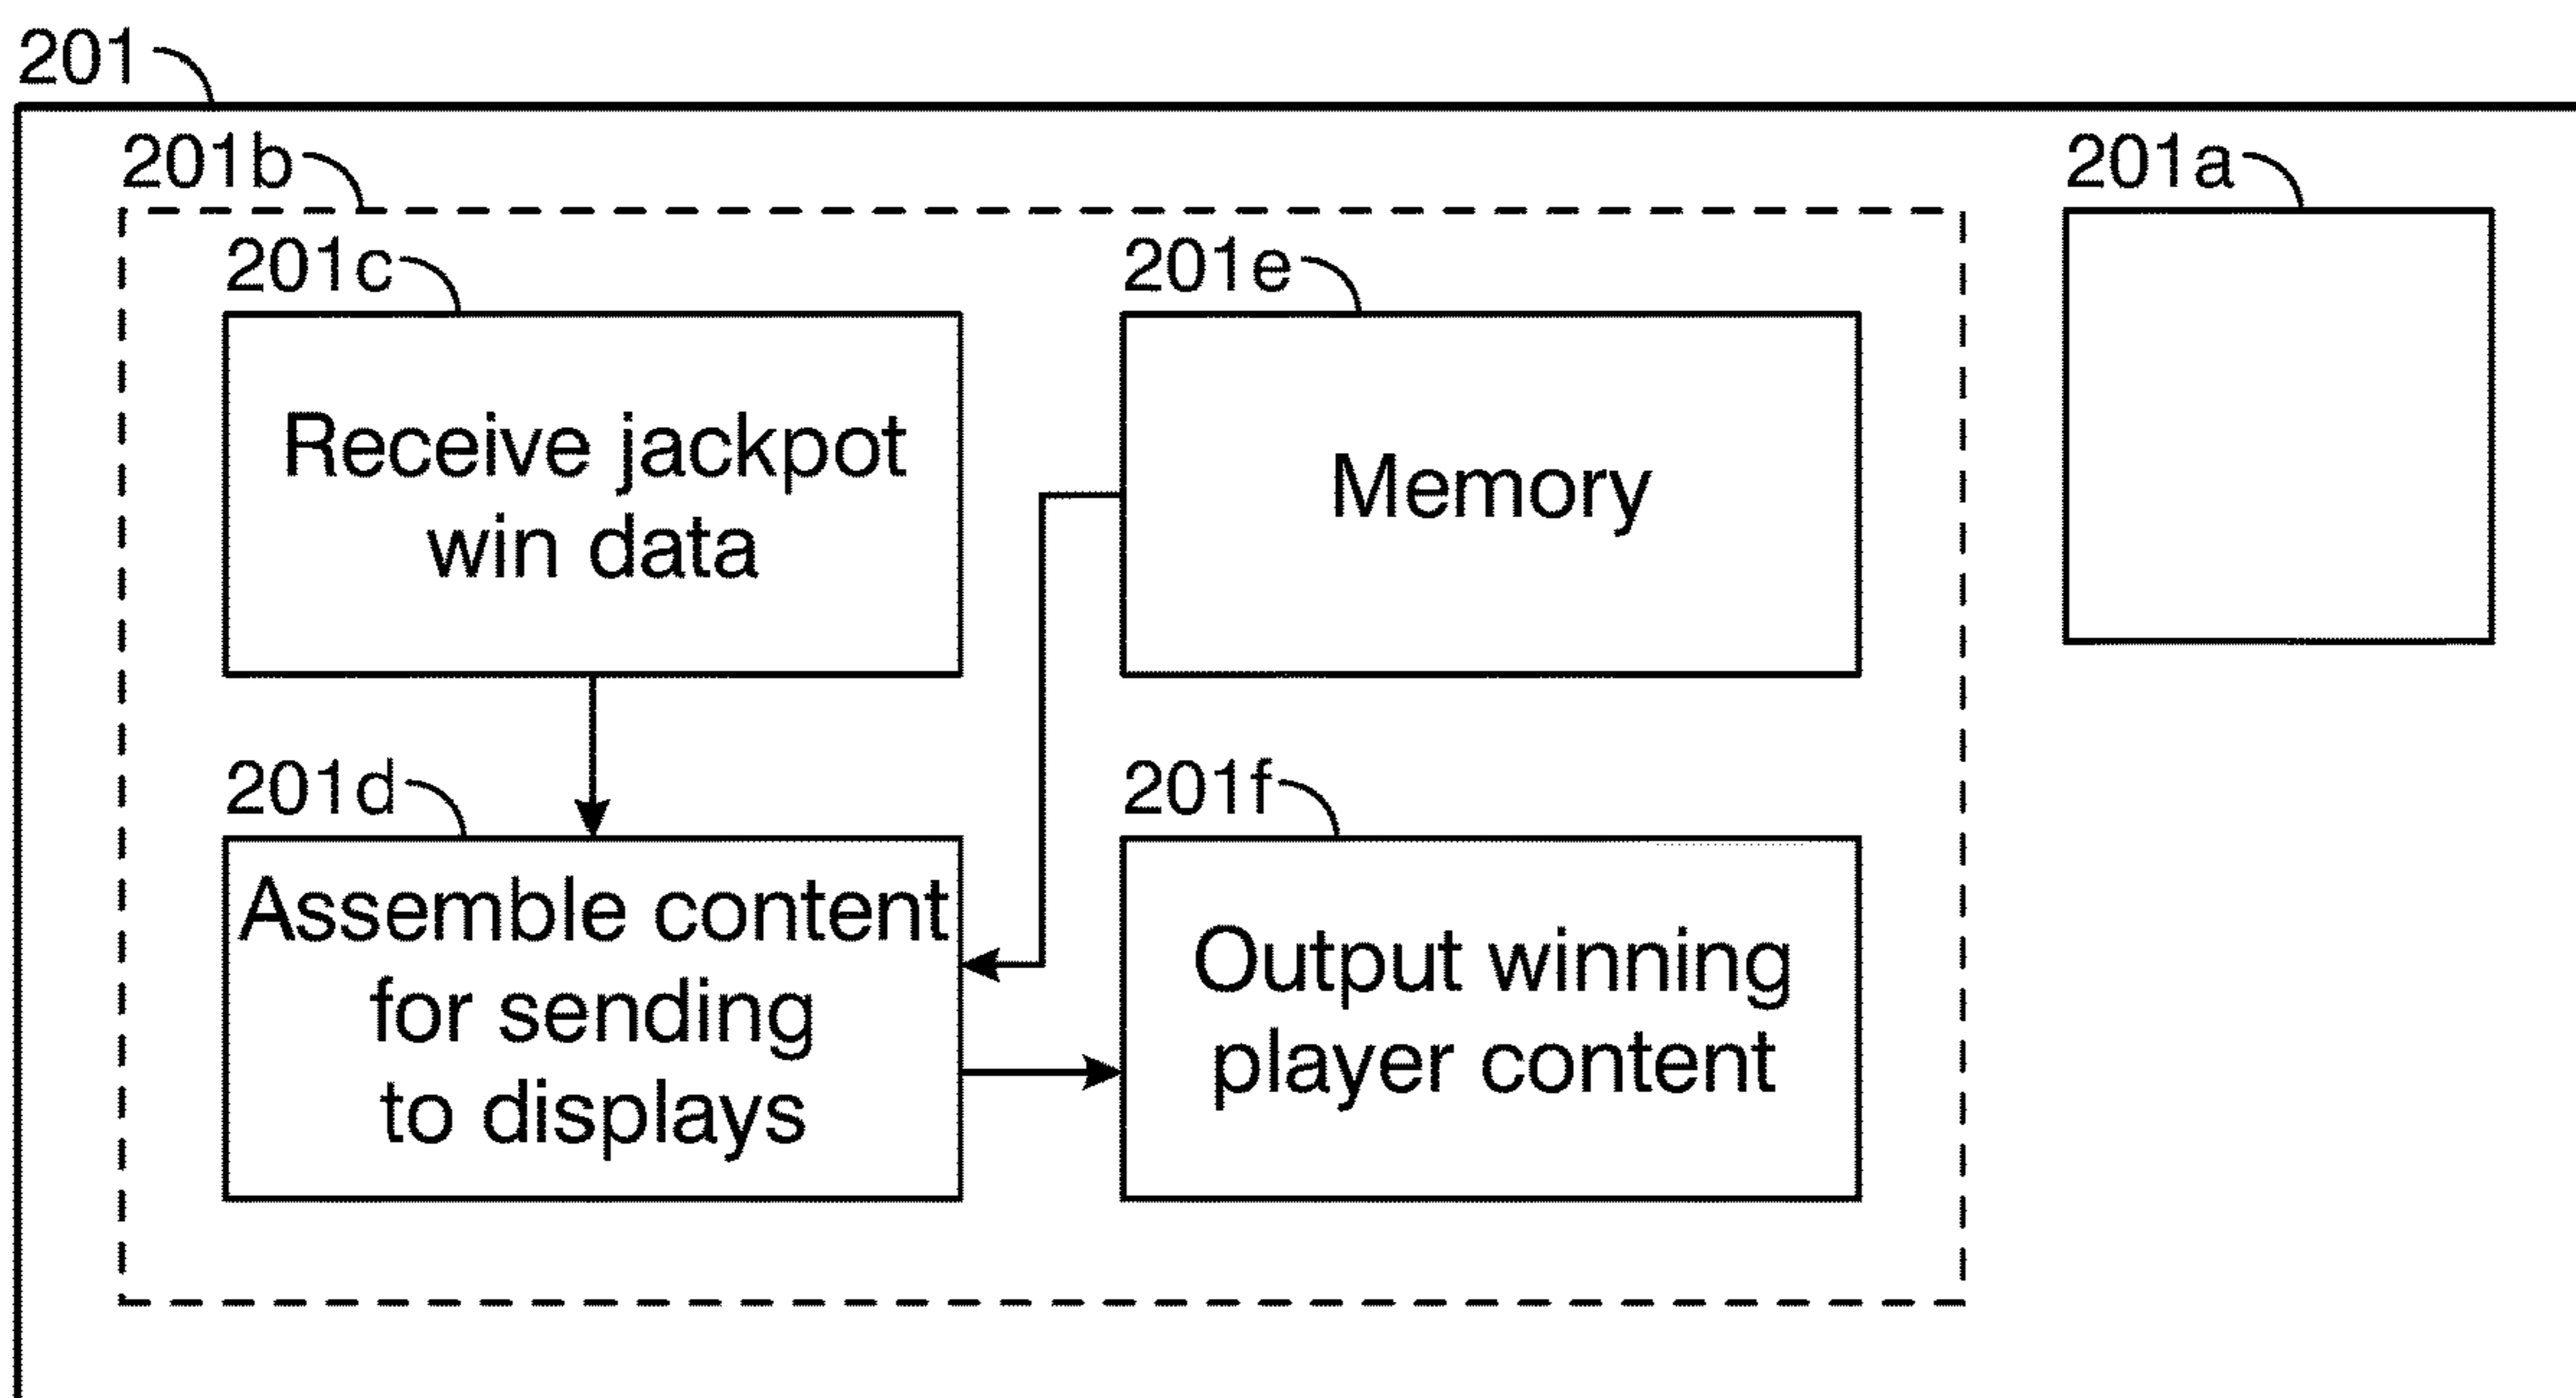 201
201b
201a
201c
201e
Receive jackpot
win data
Memory
201d
201f
Assemble content
for sending
to displays
Output winning
player content